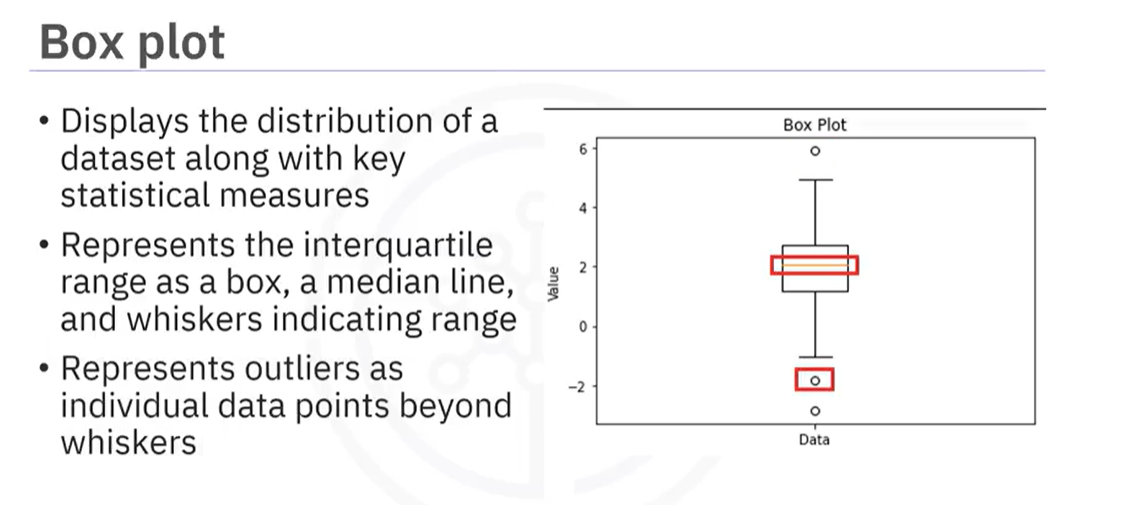 Box plot
• Displays the distribution of a
dataset along with key
statistical measures
• Represents the interquartile
range as a box, a median line,
and whiskers indicating range
• Represents outliers as
individual data points beyond
whiskers
Box Plot
6
4
2
0
−2
Value
Data